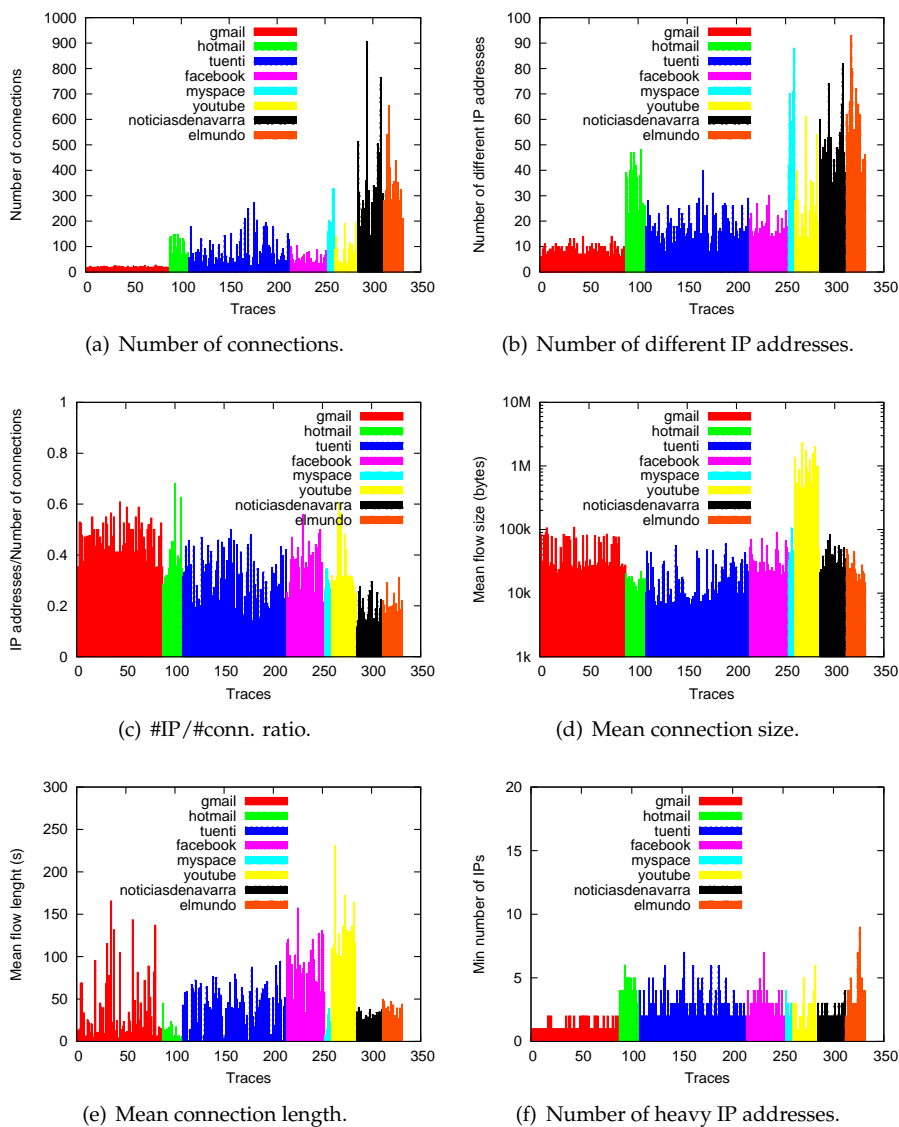 1000
900
800
700
600
500
400
300
200
100
0
0 50 100 150 200 250 300 350
Number of connections
Traces
gmail
hotmail
tuenti
facebook
myspace
youtube
noticiasdenavarra
elmundo
(a) Number of connections.
100
90
80
70
60
50
40
30
20
10
0
0 50 100 150 200 250 300 350
Number of different IP addresses
Traces
gmail
hotmail
tuenti
facebook
myspace
youtube
noticiasdenavarra
elmundo
(b) Number of different IP addresses.
1
0.8
0.6
0.4
0.2
0
0 50 100 150 200 250 300 350
IP addresses/Number of connections
Traces
gmail
hotmail
tuenti
facebook
myspace
youtube
noticiasdenavarra
elmundo
(c) #IP/#conn. ratio.
10M
1M
100k
10k
1k
0 50 100 150 200 250 300 350
Mean flow size (bytes)
Traces
gmail
hotmail
tuenti
facebook
myspace
youtube
noticiasdenavarra
elmundo
(d) Mean connection size.
300
250
200
150
100
50
0
0 50 100 150 200 250 300 350
Mean flow lenght (s)
Traces
gmail
hotmail
tuenti
facebook
myspace
youtube
noticiasdenavarra
elmundo
(e) Mean connection length.
20
15
10
5
0
0 50 100 150 200 250 300 350
Min number of IPs
Traces
gmail
hotmail
tuenti
facebook
myspace
youtube
noticiasdenavarra
elmundo
(f) Number of heavy IP addresses.